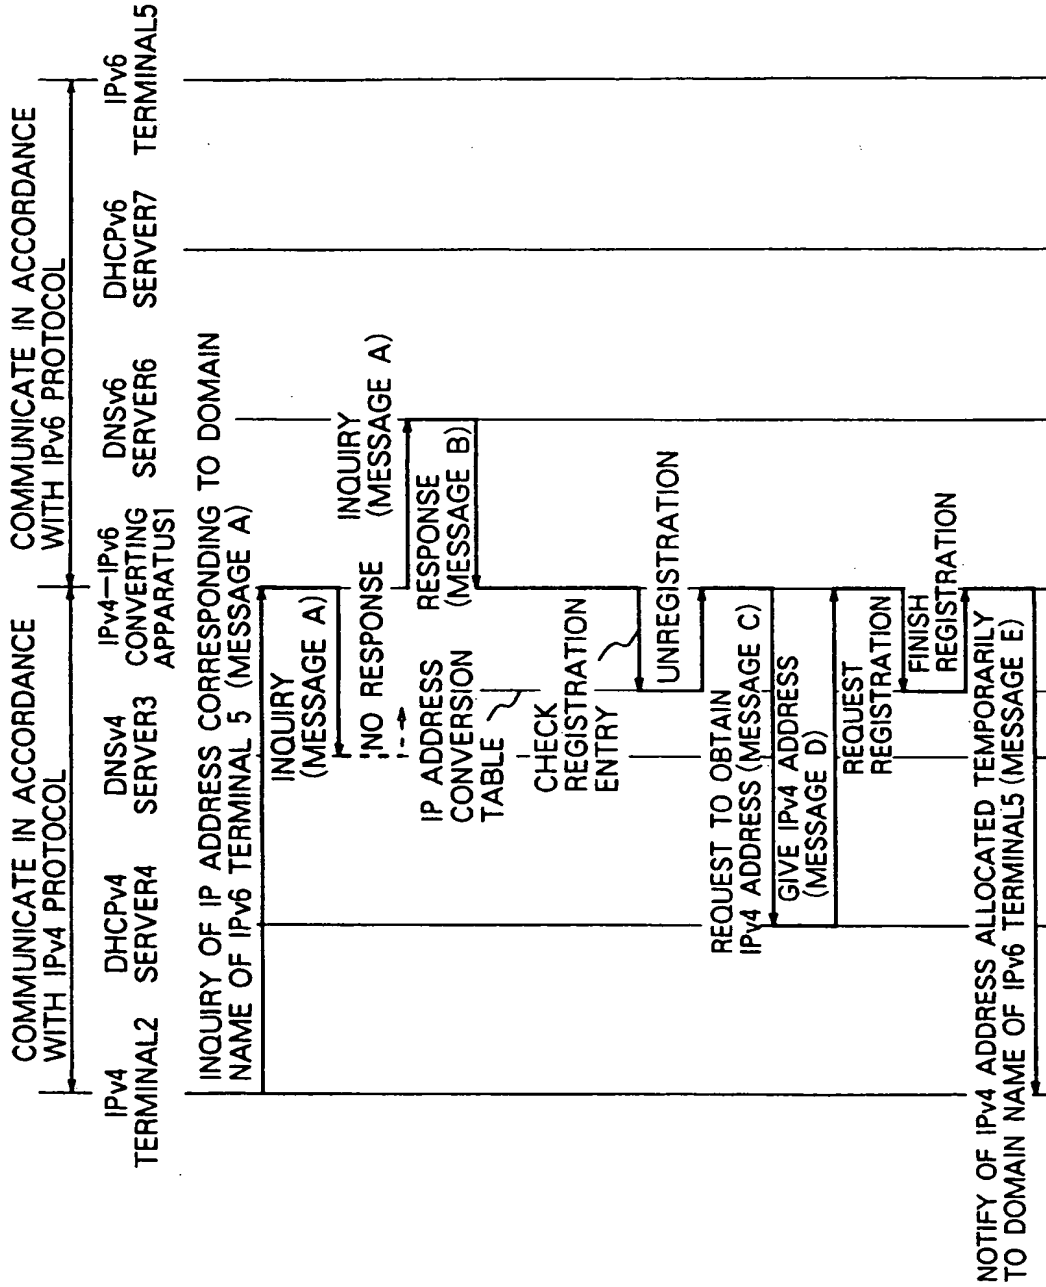 COMMUNICATE IN ACCORDANCE
WITH IPv4 PROTOCOL
COMMUNICATE IN ACCORDANCE
WITH IPv6 PROTOCOL
IPv4
TERMINAL2
DHCPv4
SERVER4
DNSv4
SERVER3
IPv4–IPv6
CONVERTING
APPARATUS1
DNSv6
SERVER6
DHCPv6
SERVER7
IPv6
TERMINAL5
INQUIRY OF IP ADDRESS CORRESPONDING TO DOMAIN
NAME OF IPv6 TERMINAL 5 (MESSAGE A)
INQUIRY
(MESSAGE A)
NO RESPONSE
INQUIRY
(MESSAGE A)
RESPONSE
(MESSAGE B)
IP ADDRESS
CONVERSION
TABLE
CHECK
REGISTRATION
ENTRY
UNREGISTRATION
REQUEST TO OBTAIN
IPv4 ADDRESS (MESSAGE C)
GIVE IPv4 ADDRESS
(MESSAGE D)
REQUEST
REGISTRATION
FINISH
REGISTRATION
NOTIFY OF IPv4 ADDRESS ALLOCATED TEMPORARILY
TO DOMAIN NAME OF IPv6 TERMINAL5 (MESSAGE E)